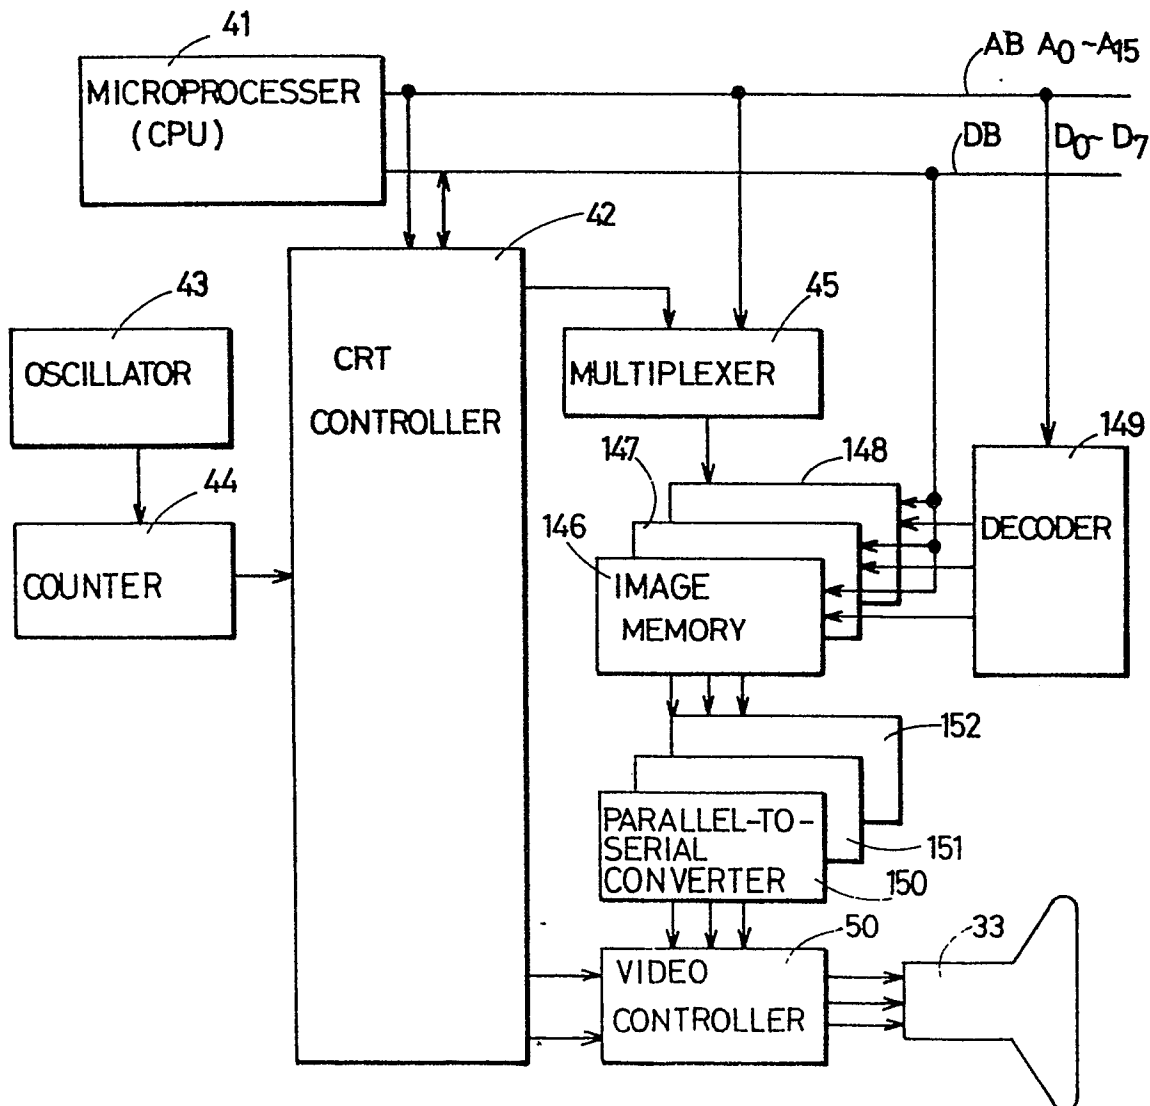 41
AB A0~A15
MICROPROCESSER
(CPU)
DB D0~D7
42
43
45
OSCILLATOR
CRT
CONTROLLER
MULTIPLEXER
44
147
148
149
146
DECODER
COUNTER
IMAGE
MEMORY
152
PARALLEL-TO-
SERIAL
CONVERTER
151
150
50
33
VIDEO
CONTROLLER